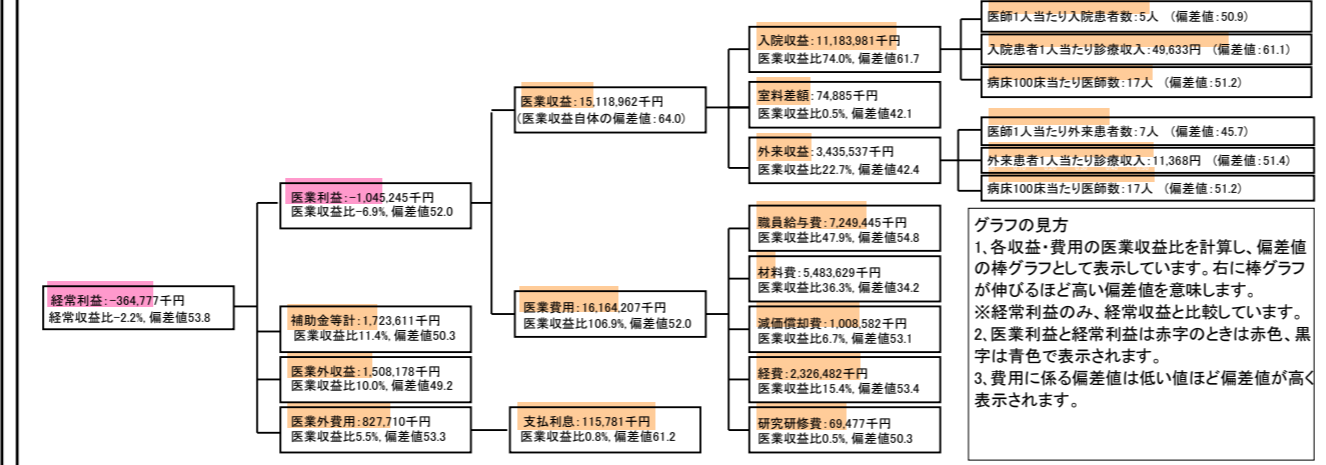 経常利益:-364,777千円
経常収益比-2.2%, 偏差値53.8
医業利益:-1,045,245千円
医業収益比-6.9%, 偏差値52.0
補助金等計:1,723,611千円
医業収益比11.4%, 偏差値50.3
医業外収益:1,508,178千円
医業収益比10.0%, 偏差値49.2
医業外費用:827,710千円
医業収益比5.5%, 偏差値53.3
医業収益:15,118,962千円
(医業収益自体の偏差値:64.0)
医業費用:16,164,207千円
医業収益比106.9%, 偏差値52.0
支払利息:115,781千円
医業収益比0.8%, 偏差値61.2
入院収益:11,183,981千円
医業収益比74.0%, 偏差値61.7
室料差額:74,885千円
医業収益比0.5%, 偏差値42.1
外来収益:3,435,537千円
医業収益比22.7%, 偏差値42.4
職員給与費:7,249,445千円
医業収益比47.9%, 偏差値54.8
材料費:5,483,629千円
医業収益比36.3%, 偏差値34.2
減価償却費:1,008,582千円
医業収益比6.7%, 偏差値53.1
経費:2,326,482千円
医業収益比15.4%, 偏差値53.4
研究研修費:69,477千円
医業収益比0.5%, 偏差値50.3
医師1人当たり入院患者数:5人 (偏差値:50.9)
入院患者1人当たり診療収入:49,633円 (偏差値:61.1)
病床100床当たり医師数:17人 (偏差値:51.2)
医師1人当たり外来患者数:7人 (偏差値:45.7)
外来患者1人当たり診療収入:11,368円 (偏差値:51.4)
病床100床当たり医師数:17人 (偏差値:51.2)
グラフの見方
1、各収益・費用の医業収益比を計算し、偏差値
の棒グラフとして表示しています。右に棒グラフ
が伸びるほど高い偏差値を意味します。
※経常利益のみ、経常収益と比較しています。
2、医業利益と経常利益は赤字のときは赤色、黒
字は青色で表示されます。
3、費用に係る偏差値は低い値ほど偏差値が高く
表示されます。